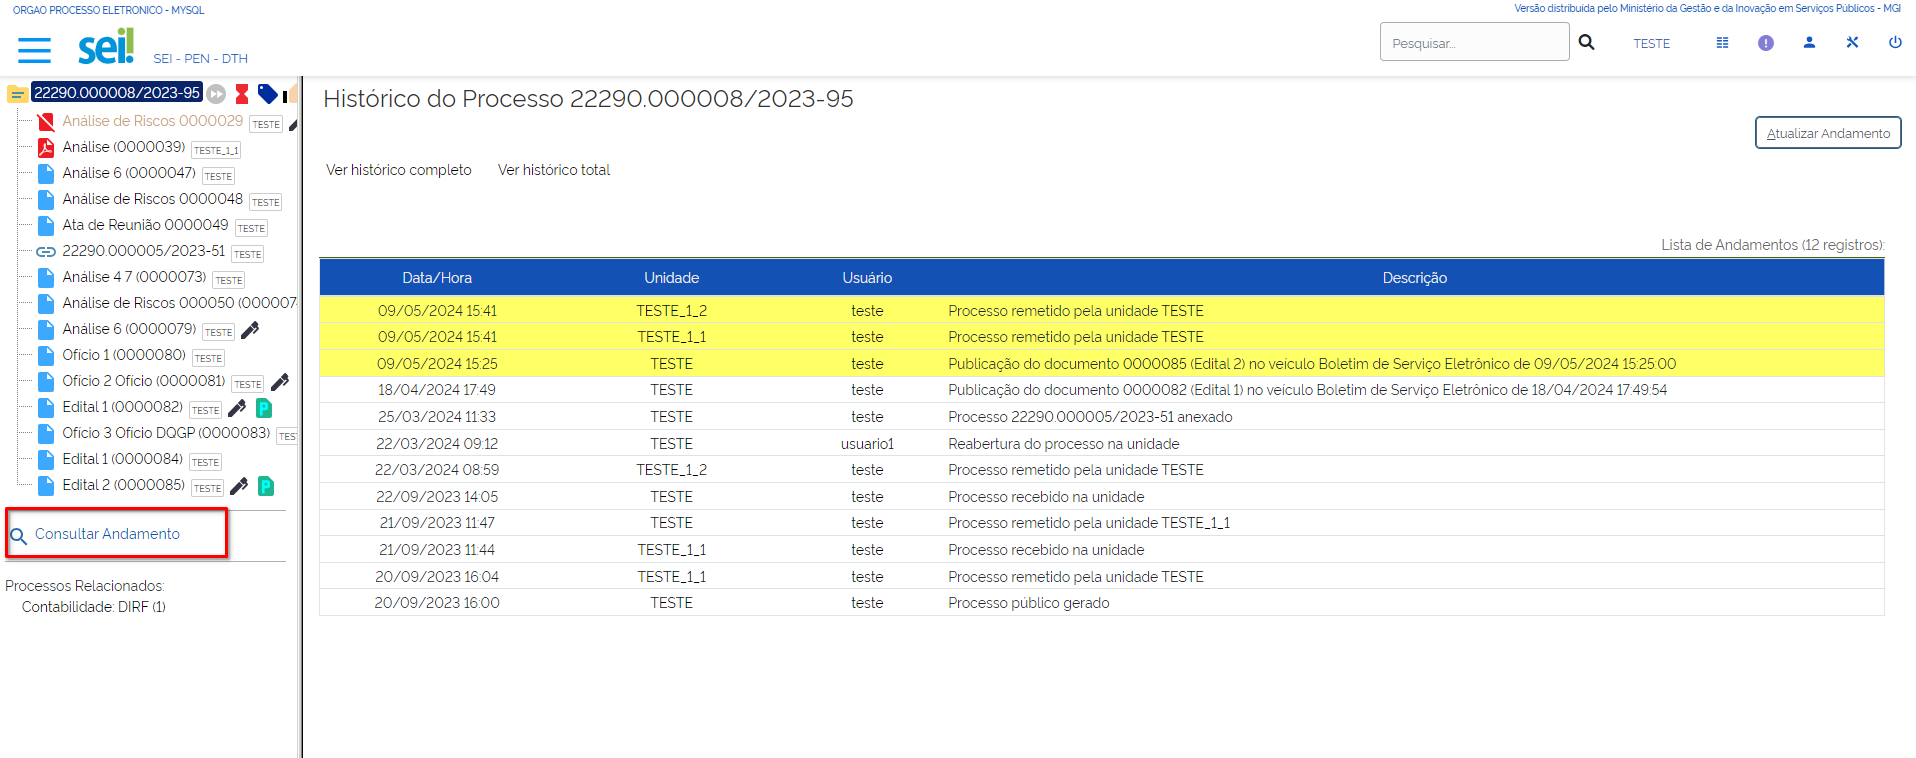 ORGAO PROCESSO ELETRONICO - MYSQL
Versão distribuída pelo Ministério da Gestão e da Inovação em Serviços Públicos - MGI
sei!
SEI - PEN - DTH
Pesquisar...
TESTE
22290.000008/2023-95
Análise de Riscos 0000029 TESTE
Análise (0000039) TESTE_1_1
Análise 6 (0000047) TESTE
Análise de Riscos 0000048 TESTE
Ata de Reunião 0000049 TESTE
22290.000005/2023-51 TESTE
Análise 4 7 (0000073) TESTE
Análise de Riscos 000050 (000007
Análise 6 (0000079) TESTE
Ofício 1 (0000080) TESTE
Ofício 2 Ofício (0000081) TESTE
Edital 1 (0000082) TESTE P
Ofício 3 Ofício DQGP (0000083) TES
Edital 1 (0000084) TESTE
Edital 2 (0000085) TESTE P
Consultar Andamento
Processos Relacionados:
Contabilidade: DIRF (1)
Histórico do Processo 22290.000008/2023-95
Atualizar Andamento
Ver histórico completo Ver histórico total
Lista de Andamentos (12 registros):
Data/Hora Unidade Usuário Descrição
09/05/2024 15:41 TESTE_1_2 teste Processo remetido pela unidade TESTE
09/05/2024 15:41 TESTE_1_1 teste Processo remetido pela unidade TESTE
09/05/2024 15:25 TESTE teste Publicação do documento 0000085 (Edital 2) no veículo Boletim de Serviço Eletrônico de 09/05/2024 15:25:00
18/04/2024 17:49 TESTE teste Publicação do documento 0000082 (Edital 1) no veículo Boletim de Serviço Eletrônico de 18/04/2024 17:49:54
25/03/2024 11:33 TESTE teste Processo 22290.000005/2023-51 anexado
22/03/2024 09:12 TESTE usuario1 Reabertura do processo na unidade
22/03/2024 08:59 TESTE_1_2 teste Processo remetido pela unidade TESTE
22/09/2023 14:05 TESTE teste Processo recebido na unidade
21/09/2023 11:47 TESTE teste Processo remetido pela unidade TESTE_1_1
21/09/2023 11:44 TESTE_1_1 teste Processo recebido na unidade
20/09/2023 16:04 TESTE_1_1 teste Processo remetido pela unidade TESTE
20/09/2023 16:00 TESTE teste Processo público gerado